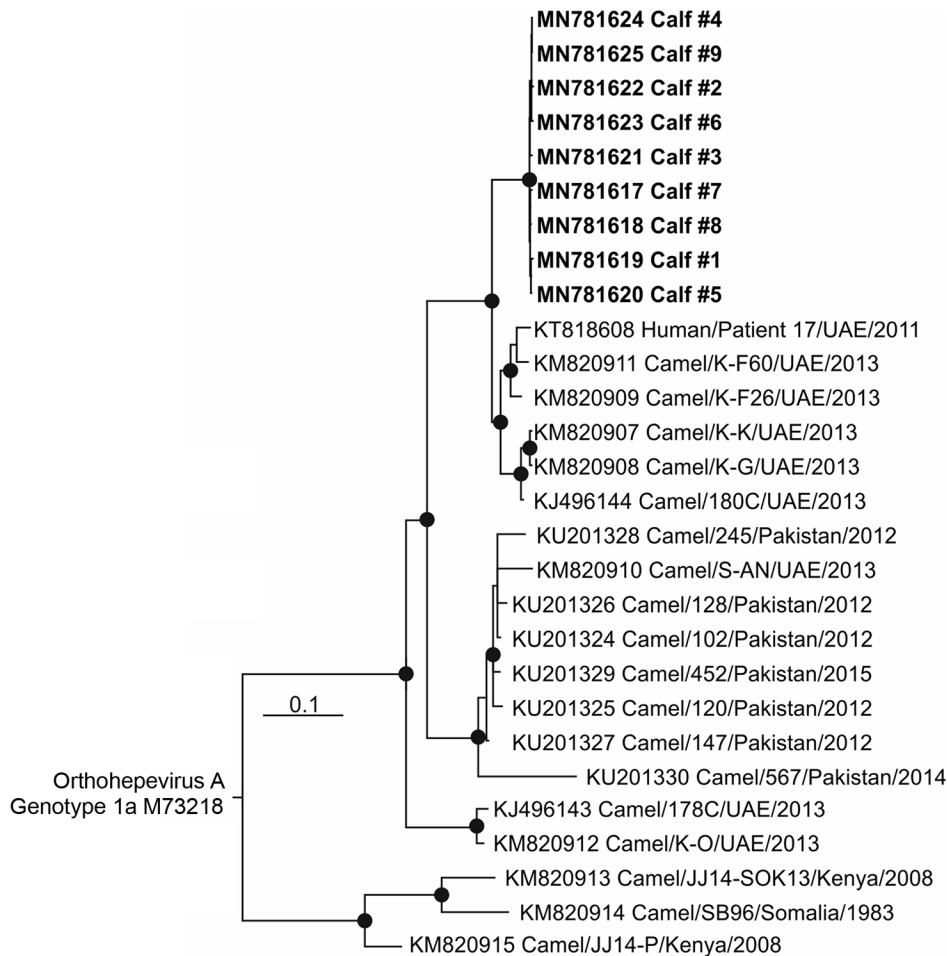 MN781624 Calf #4
MN781625 Calf #9
MN781622 Calf #2
MN781623 Calf #6
MN781621 Calf #3
MN781617 Calf #7
MN781618 Calf #8
MN781619 Calf #1
MN781620 Calf #5
KT818608 Human/Patient 17/UAE/2011
KM820911 Camel/K-F60/UAE/2013
KM820909 Camel/K-F26/UAE/2013
KM820907 Camel/K-K/UAE/2013
KM820908 Camel/K-G/UAE/2013
KJ496144 Camel/180C/UAE/2013
KU201328 Camel/245/Pakistan/2012
KM820910 Camel/S-AN/UAE/2013
KU201326 Camel/128/Pakistan/2012
KU201324 Camel/102/Pakistan/2012
KU201329 Camel/452/Pakistan/2015
KU201325 Camel/120/Pakistan/2012
KU201327 Camel/147/Pakistan/2012
KU201330 Camel/567/Pakistan/2014
KJ496143 Camel/178C/UAE/2013
KM820912 Camel/K-O/UAE/2013
KM820913 Camel/JJ14-SOK13/Kenya/2008
KM820914 Camel/SB96/Somalia/1983
KM820915 Camel/JJ14-P/Kenya/2008
0.1
Orthohepevirus A
Genotype 1a M73218